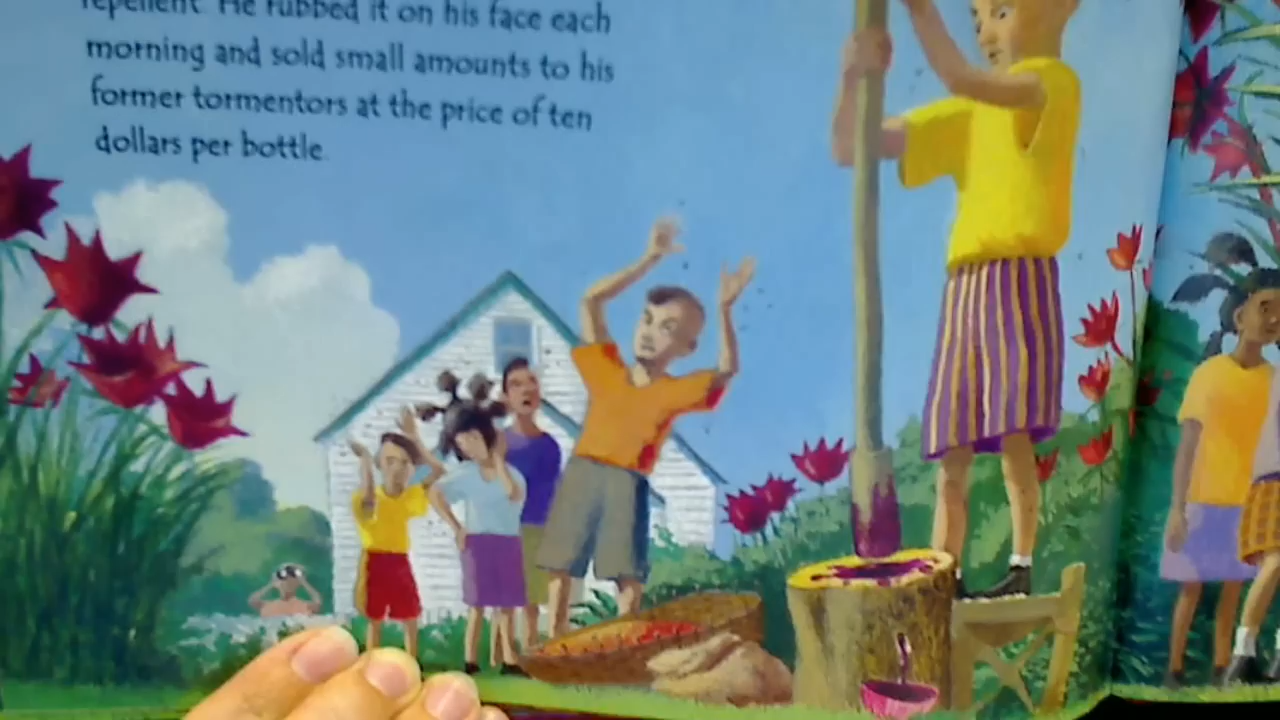 repellent. He rubbed it on his face each
morning and sold small amounts to his
former tormentors at the price of ten
dollars per bottle.